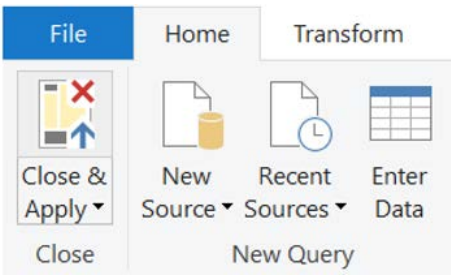 File Home Transform
Close & New Recent Enter
Apply Source Sources Data
Close New Query